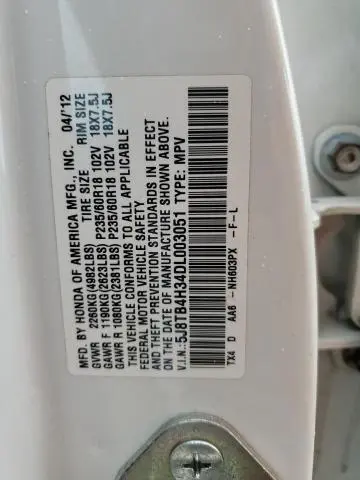 MFD. BY HONDA OF AMERICA MFG., INC. 04/'12
TIRE SIZE RIM SIZE
GVWR 2260KG(4982LBS)
GAWR F 1190KG(2623LBS) P235/60R18 102V 18X7.5J
GAWR R 1080KG(2381LBS) P235/60R18 102V 18X7.5J
THIS VEHICLE CONFORMS TO ALL APPLICABLE
FEDERAL MOTOR VEHICLE SAFETY
AND THEFT PREVENTION STANDARDS IN EFFECT
ON THE DATE OF MANUFACTURE SHOWN ABOVE.
V.I.N.:5J8TB4H34DL003051 TYPE: MPV
TX4 D AA6 -NH603PX -F-L